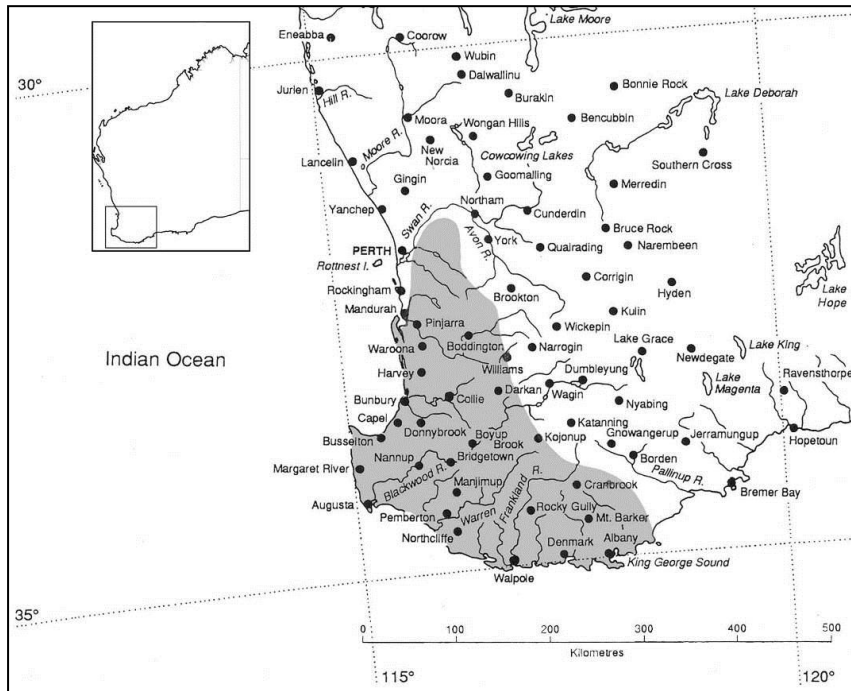 Lake Moore
Eneabba
Coorow
Wubin
Dalwallinu
30°
Jurien
Hill R.
Burakin
Bonnie Rock
Lake Deborah
Moora
Wongan Hills
Bencubbin
Moore R.
New
Norcia
Cowcowing Lakes
Southern Cross
Lancelin
Gingin
Goomalling
Merredin
Yanchep
Swan R.
Northam
Cunderdin
Avon R.
York
Bruce Rock
PERTH
Quairading
Narembeen
Rottnest I.
Corrigin
Rockingham
Brookton
Hyden
Lake
Hope
Mandurah
Kulin
Pinjarra
Wickepin
Indian Ocean
Waroona
Boddington
Narrogin
Lake Grace
Newdegate
Lake King
Harvey
Williams
Dumbleyung
Ravensthorpe
Bunbury
Collie
Darkan
Wagin
Nyabing
Lake
Magenta
Capel
Donnybrook
Boyup
Brook
Katanning
Busselton
Kojonup
Gnowangerup
Jerramungup
Hopetoun
Nannup
Bridgetown
Borden
Margaret River
Blackwood R.
Frankland R.
Pallinup R.
Manjimup
Cranbrook
Bremer Bay
Augusta
Pemberton
Warren
Rocky Gully
Mt. Barker
Northcliffe
Denmark
Albany
Walpole
King George Sound
35°
0 100 200 300 400 500
Kilometres
115°
120°